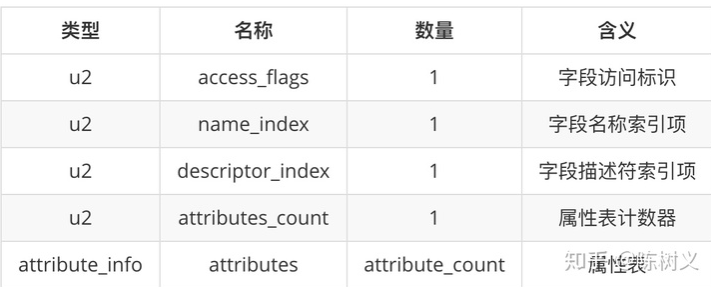 类型 名称 数量 含义
u2 access_flags 1 字段访问标识
u2 name_index 1 字段名称索引项
u2 descriptor_index 1 字段描述符索引项
u2 attributes_count 1 属性表计数器
attribute_info attributes attribute_count 属性表
知乎 @陈树义